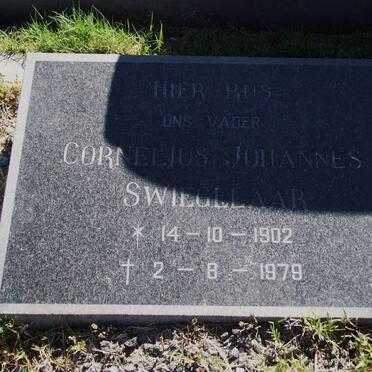 HIER RUS
ONS VADER
CORNELIUS JOHANNES
SWIEGELAAR
* 14-10-1902
† 2-8-1979